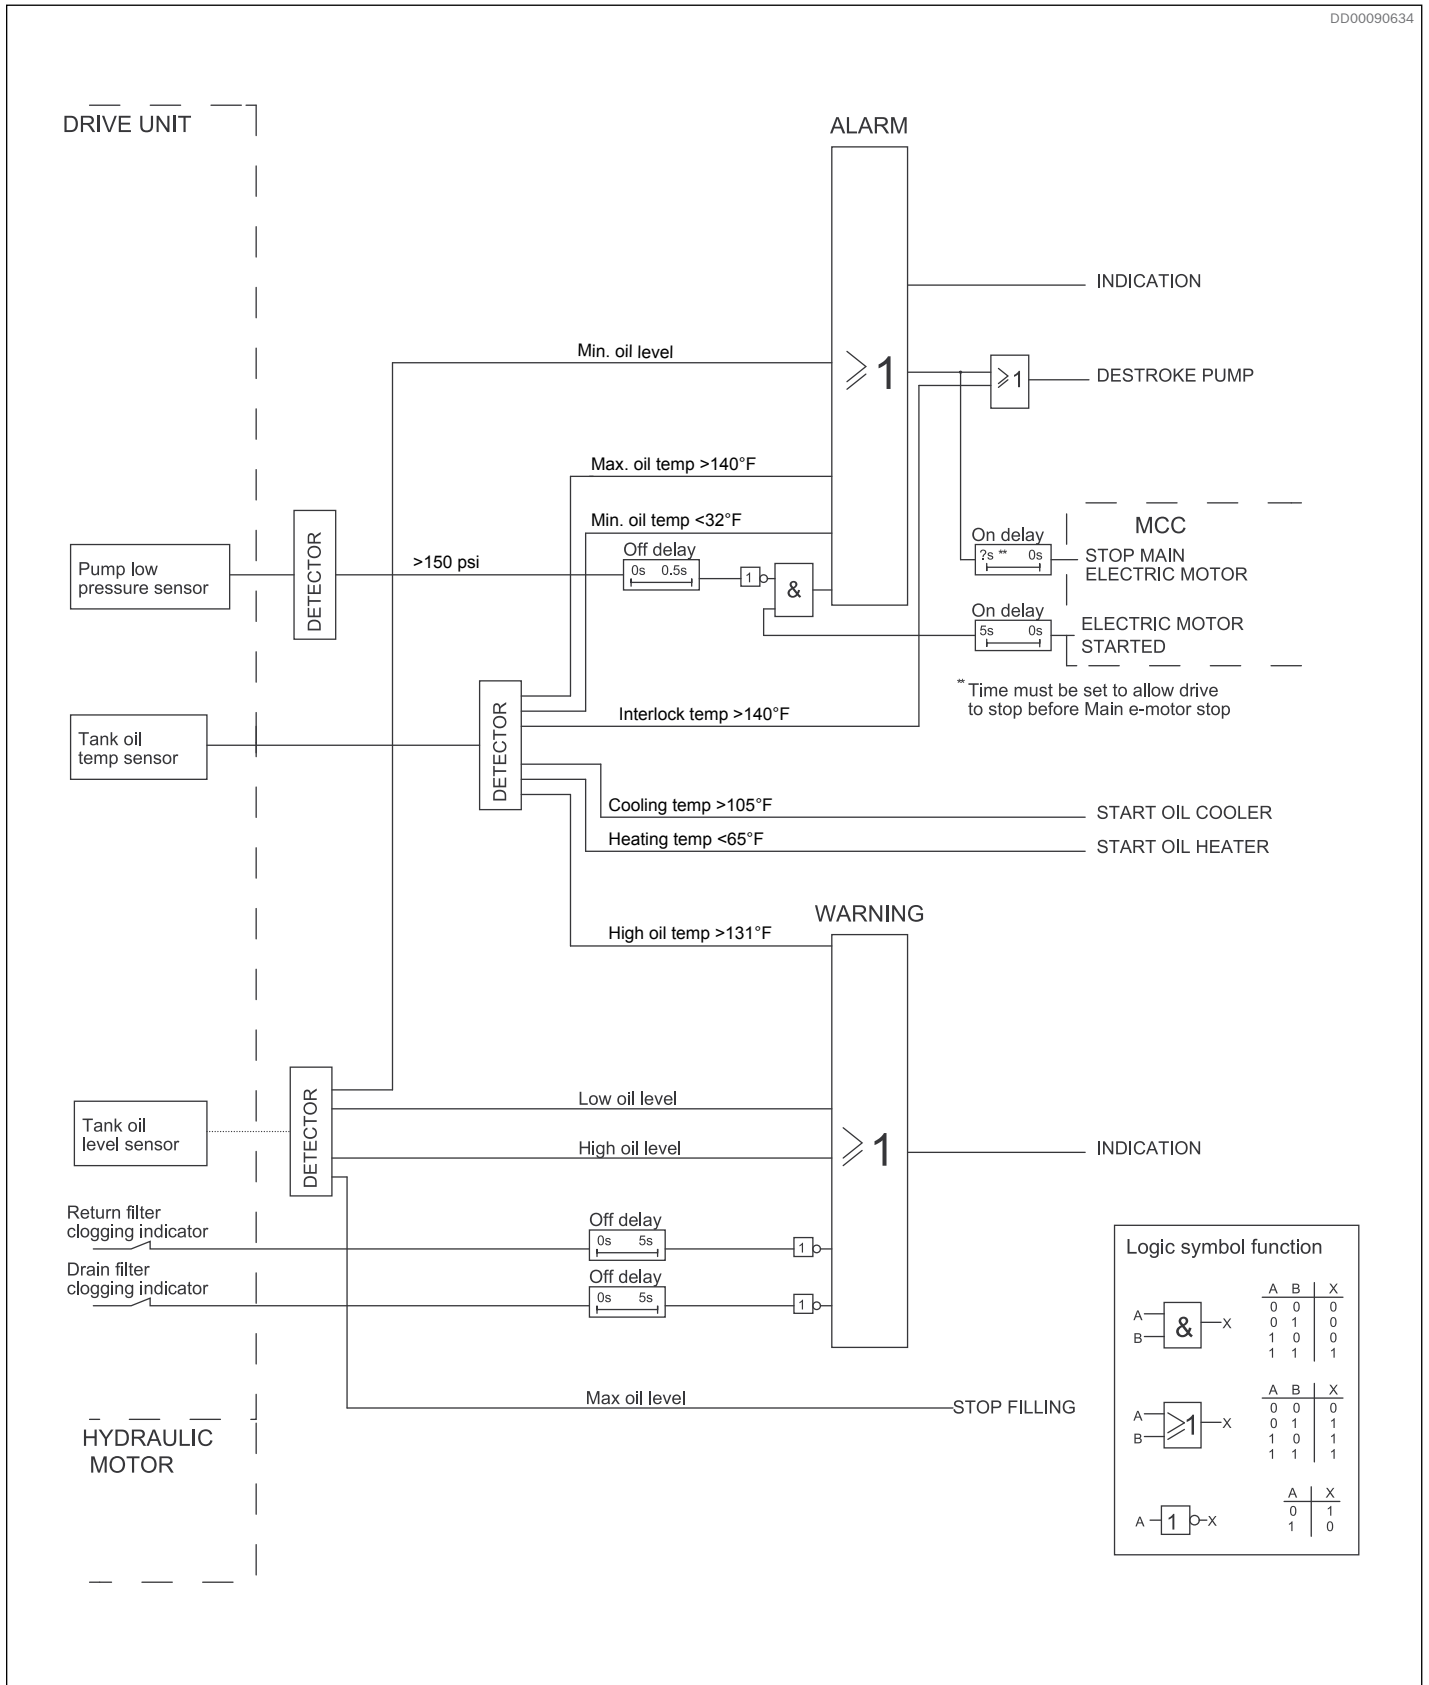 DD00090634
DRIVE UNIT
ALARM
INDICATION
Min. oil level
≥1
≥1
DESTROKE PUMP
Max. oil temp >140°F
Min. oil temp <32°F
On delay
MCC
?s ** 0s
STOP MAIN
ELECTRIC MOTOR
Pump low
pressure sensor
DETECTOR
>150 psi
Off delay
0s 0.5s
1
&
On delay
5s 0s
ELECTRIC MOTOR
STARTED
** Time must be set to allow drive
to stop before Main e-motor stop
Tank oil
temp sensor
DETECTOR
Interlock temp >140°F
Cooling temp >105°F
START OIL COOLER
Heating temp <65°F
START OIL HEATER
WARNING
High oil temp >131°F
Tank oil
level sensor
DETECTOR
Low oil level
High oil level
≥1
INDICATION
Return filter
clogging indicator
Off delay
0s 5s
1
Drain filter
clogging indicator
Off delay
0s 5s
1
Max oil level
STOP FILLING
HYDRAULIC
MOTOR
Logic symbol function
A
B
&
X
A B X
0 0 0
0 1 0
1 0 0
1 1 1
A
B
≥1
X
A B X
0 0 0
0 1 1
1 0 1
1 1 1
A 1 X
A X
0 1
1 0